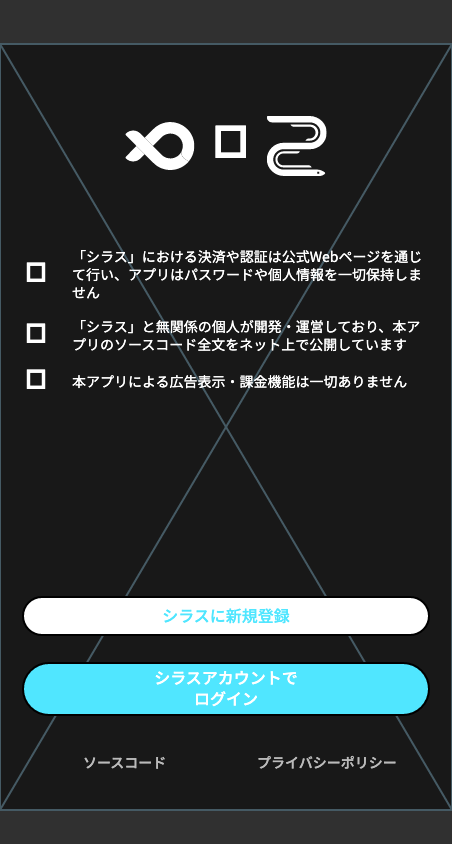 「シラス」における決済や認証は公式Webページを通じ
て行い、アプリはパスワードや個人情報を一切保持しま
せん
「シラス」と無関係の個人が開発・運営しており、本ア
プリのソースコード全文をネット上で公開しています
本アプリによる広告表示・課金機能は一切ありません
シラスに新規登録
シラスアカウントで
ログイン
ソースコード
プライバシーポリシー